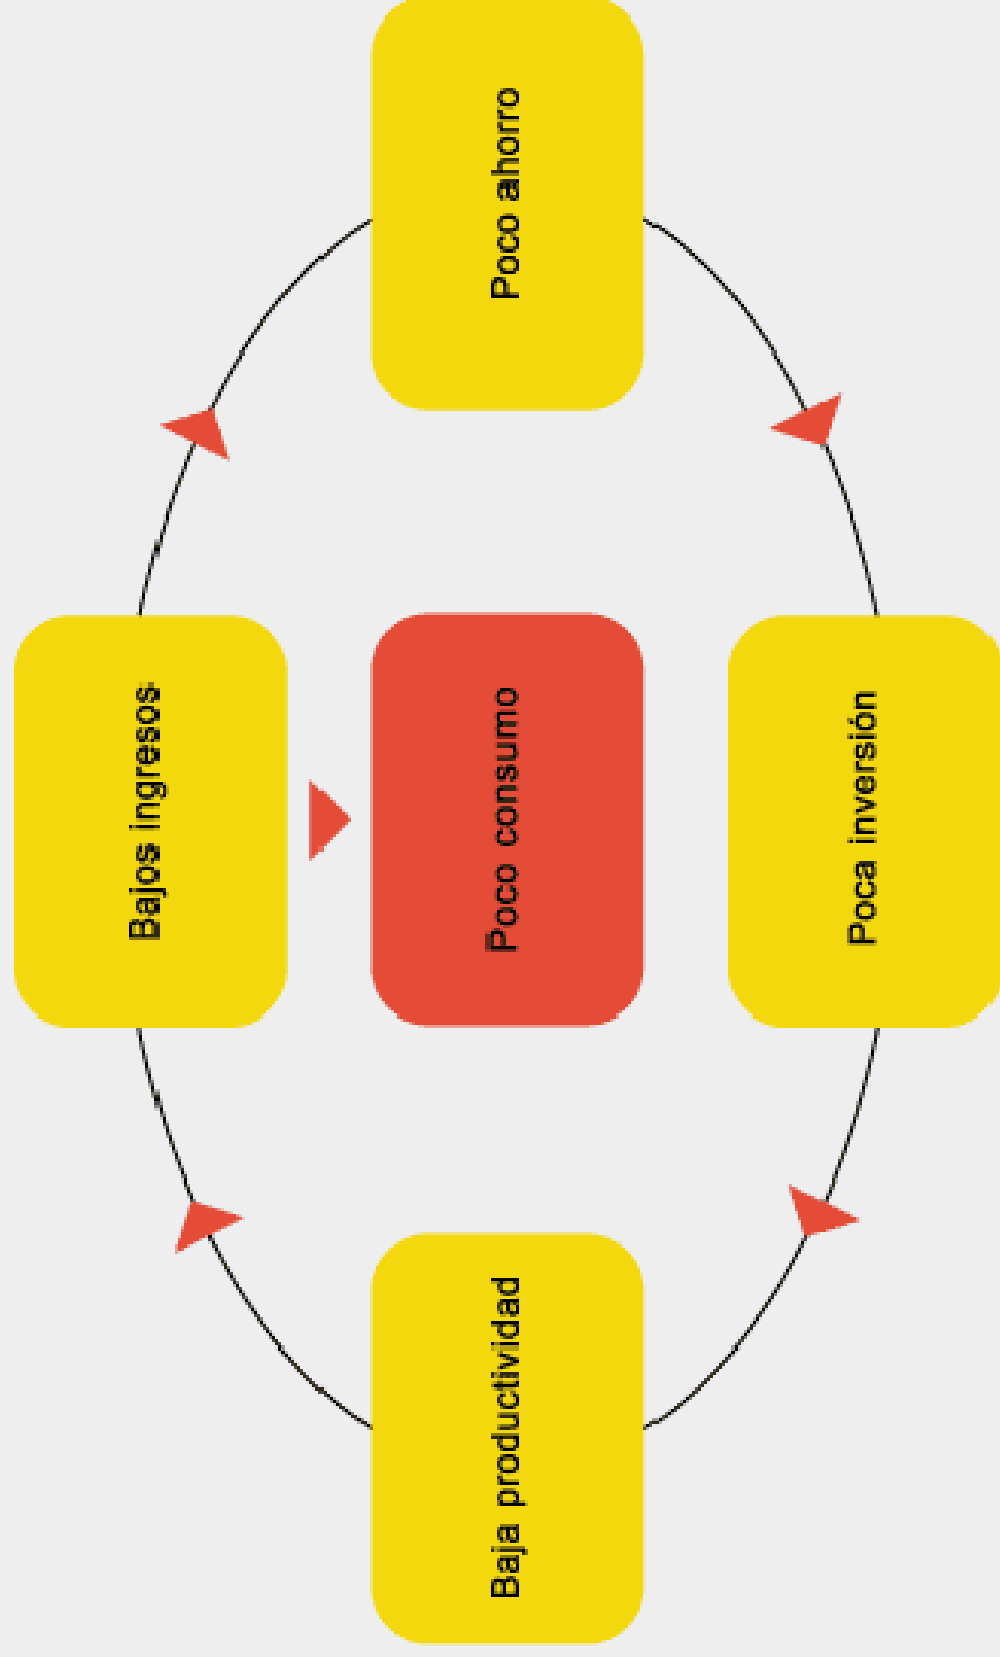 Bajos ingresos
Baja productividad
Poco consumo
Poco ahorro
Poca inversión